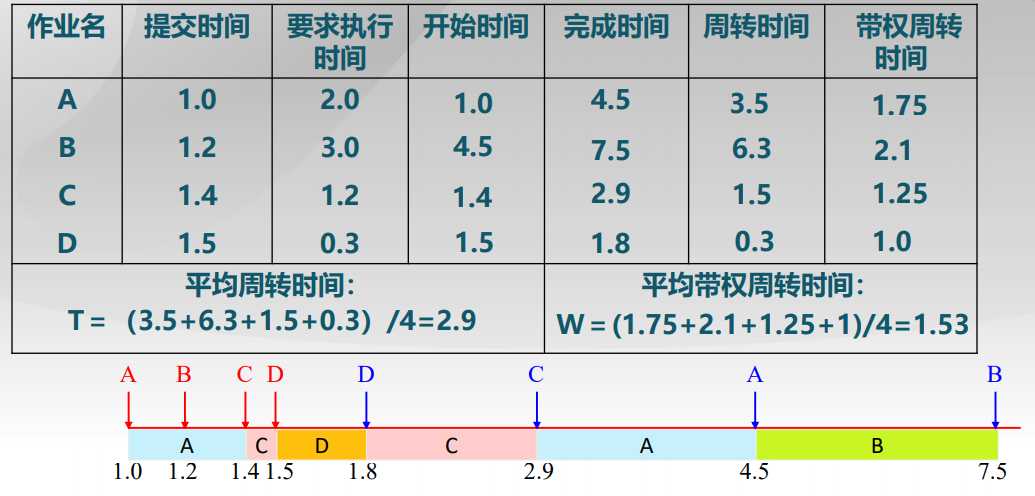 作业名 提交时间 要求执行时间 开始时间 完成时间 周转时间 带权周转时间
A 1.0 2.0 1.0 4.5 3.5 1.75
B 1.2 3.0 4.5 7.5 6.3 2.1
C 1.4 1.2 1.4 2.9 1.5 1.25
D 1.5 0.3 1.5 1.8 0.3 1.0
平均周转时间： 平均带权周转时间：
T = （3.5+6.3+1.5+0.3）/4=2.9 W = (1.75+2.1+1.25+1)/4=1.53
A B C D D C A B
A C D C A B
1.0 1.2 1.4 1.5 1.8 2.9 4.5 7.5